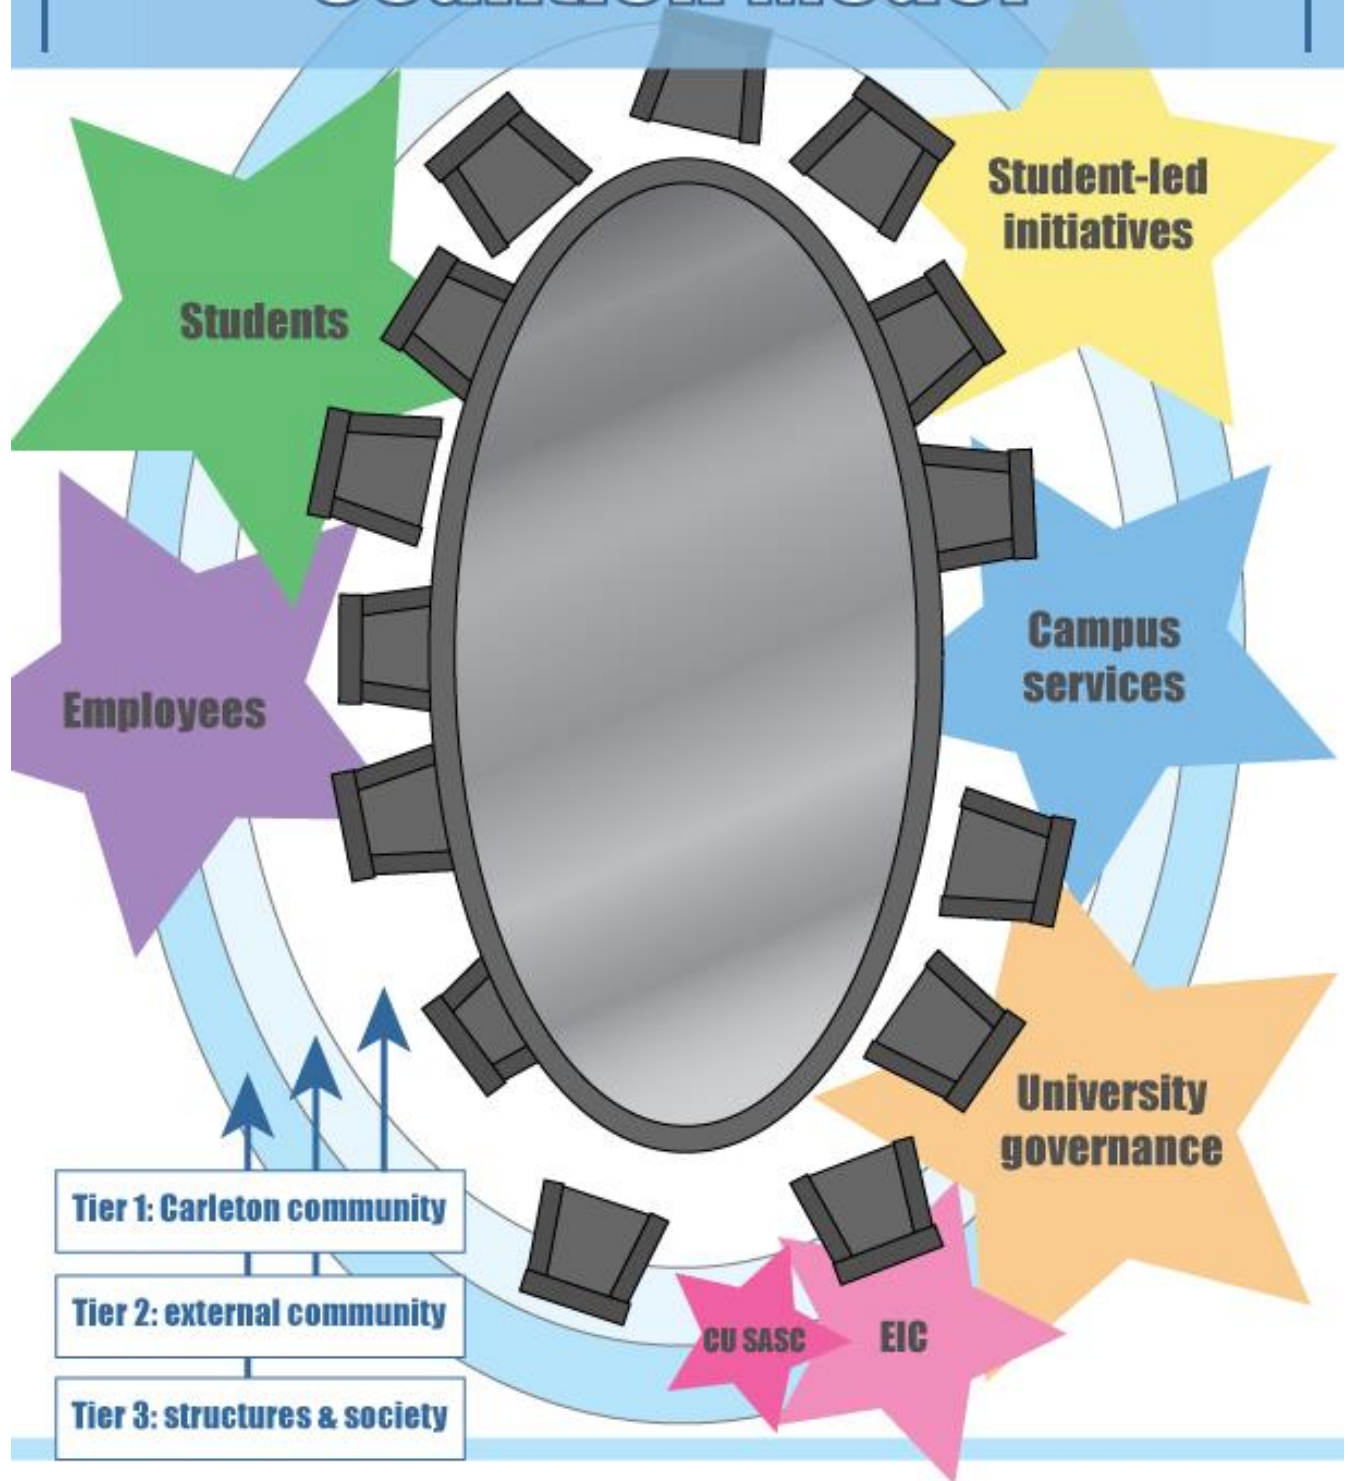 Students
Student-led
initiatives
Employees
Campus
services
University
governance
CU SASC
EIC
Tier 1: Carleton community
Tier 2: external community
Tier 3: structures & society